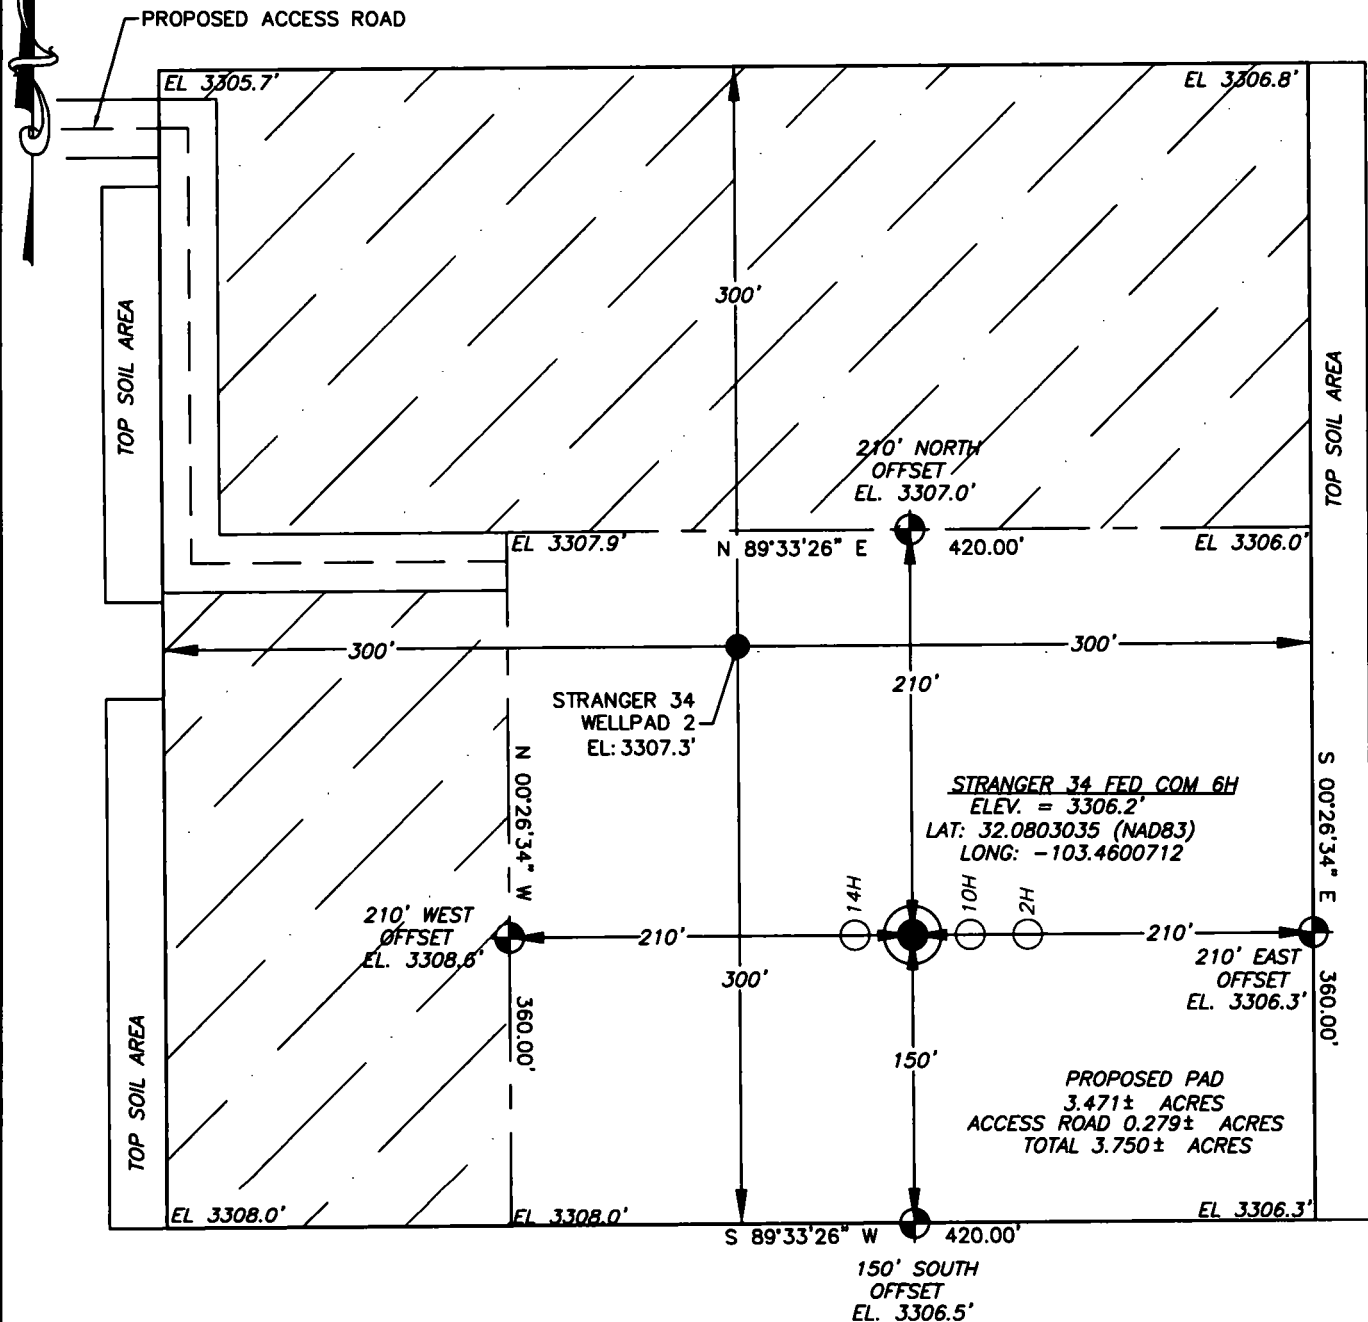 PROPOSED ACCESS ROAD
EL 3305.7'
EL 3306.8'
TOP SOIL AREA
300'
TOP SOIL AREA
210' NORTH
OFFSET
EL. 3307.0'
EL 3307.9'
N 89°33'26" E 420.00'
EL 3306.0'
300'
300'
210'
STRANGER 34
WELLPAD 2
EL: 3307.3'
N 00°26'34" W 360.00'
S 00°26'34" E 360.00'
STRANGER 34 FED COM 6H
ELEV. = 3306.2'
LAT: 32.0803035 (NAD83)
LONG: -103.4600712
14H
10H
2H
210' WEST
OFFSET
EL. 3308.6'
210'
210'
210' EAST
OFFSET
EL. 3306.3'
300'
150'
TOP SOIL AREA
PROPOSED PAD
3.471± ACRES
ACCESS ROAD 0.279± ACRES
TOTAL 3.750± ACRES
EL 3308.0'
EL 3308.0'
EL 3306.3'
S 89°33'26" W 420.00'
150' SOUTH
OFFSET
EL. 3306.5'